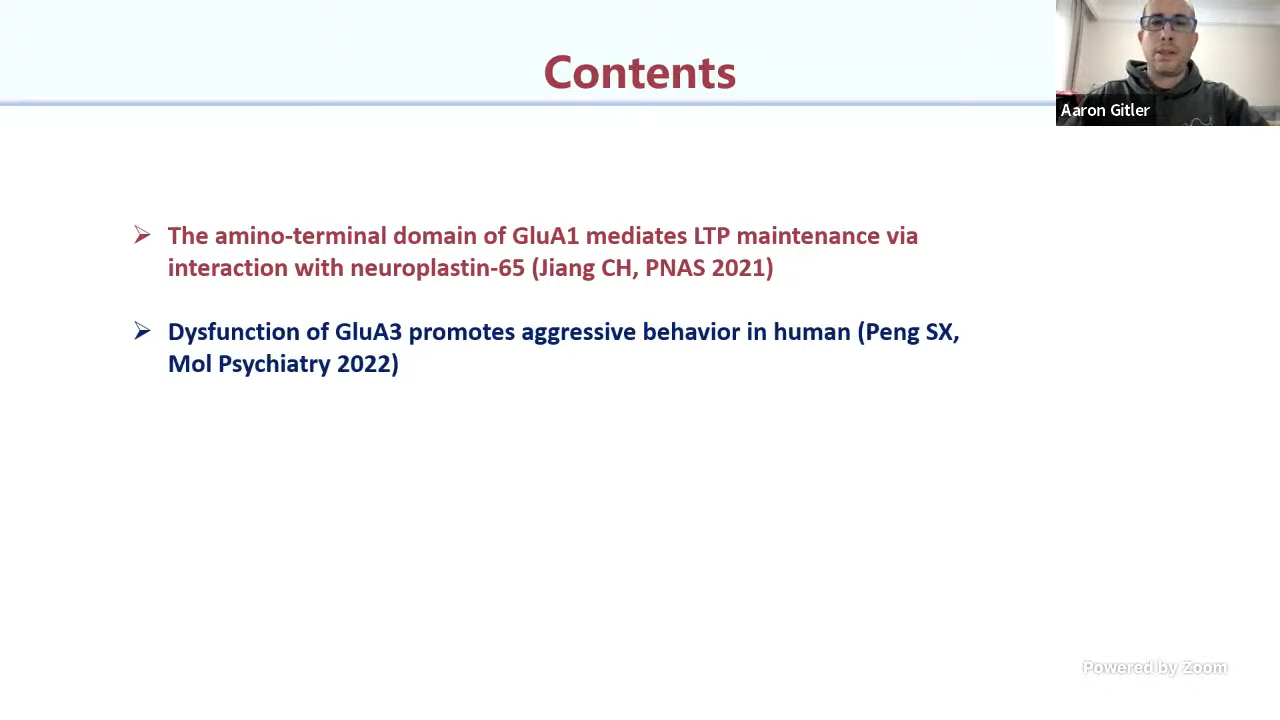 Contents
Aaron Gitler
➢ The amino-terminal domain of GluA1 mediates LTP maintenance via
interaction with neuroplastin-65 (Jiang CH, PNAS 2021)
➢ Dysfunction of GluA3 promotes aggressive behavior in human (Peng SX,
Mol Psychiatry 2022)
Powered by Zoom